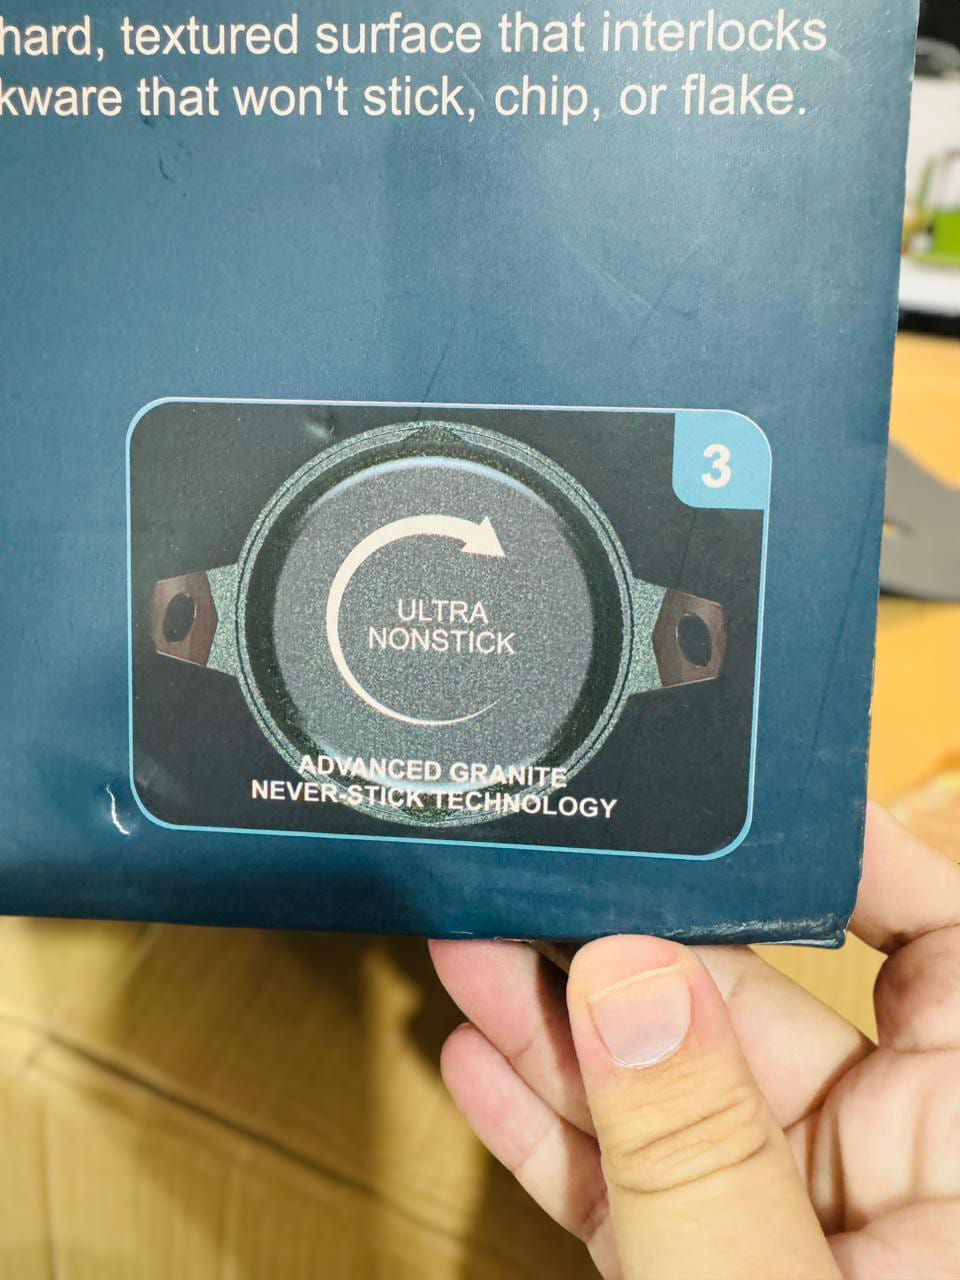 hard, textured surface that interlocks
kware that won't stick, chip, or flake.
3
ULTRA
NONSTICK
ADVANCED GRANITE
NEVER-STICK TECHNOLOGY